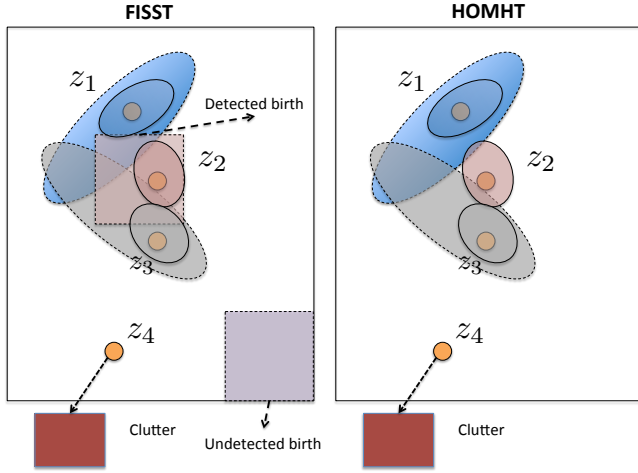 FISST
HOMHT
z1
Detected birth
z2
z3
z4
Clutter
Undetected birth
z1
z2
z3
z4
Clutter